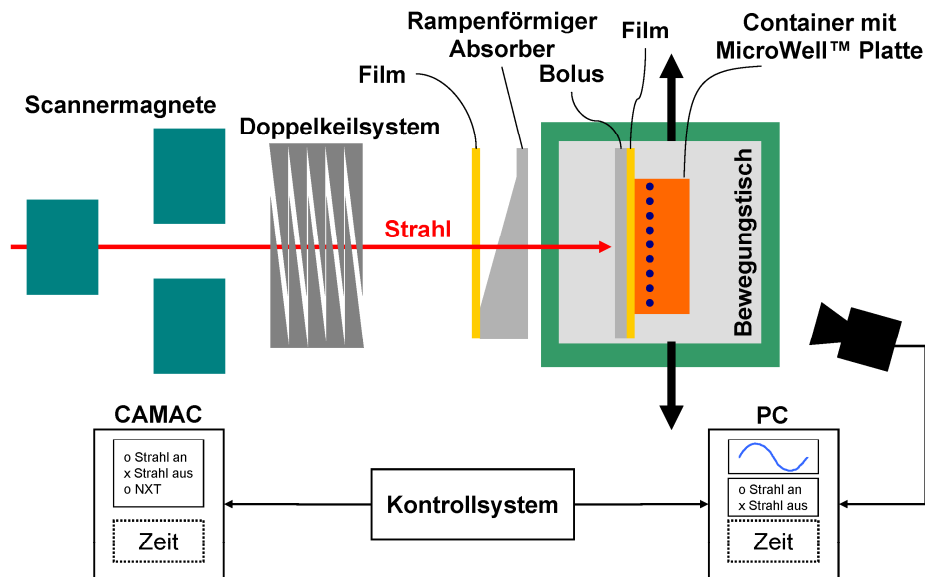 Rampenförmiger
Absorber
Film
Container mit
MicroWell™ Platte
Film
Bolus
Scannermagnete
Doppelkeilsystem
Strahl
Bewegungstisch
CAMAC
o Strahl an
x Strahl aus
o NXT
Zeit
Kontrollsystem
PC
o Strahl an
x Strahl aus
Zeit